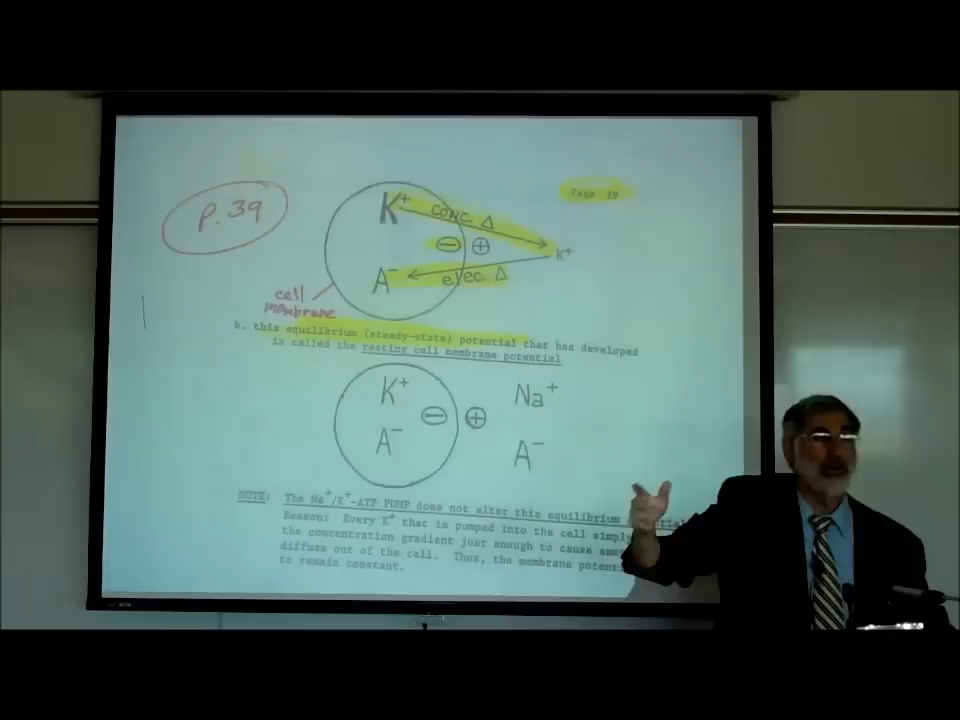 P.39
Page 39
K+ conc. Δ
⊖ ⊕ K+
A− elec. Δ
cell
membrane
b. this equilibrium (steady-state) potential that has developed
is called the resting cell membrane potential
K+ Na+
⊖ ⊕
A− A−
NOTE: The Na+/K+-ATP PUMP does not alter this equilibrium
Reason: Every K+ that is pumped into the cell simply
the concentration gradient just enough to cause
diffuse out of the cell. Thus, the membrane
to remain constant.